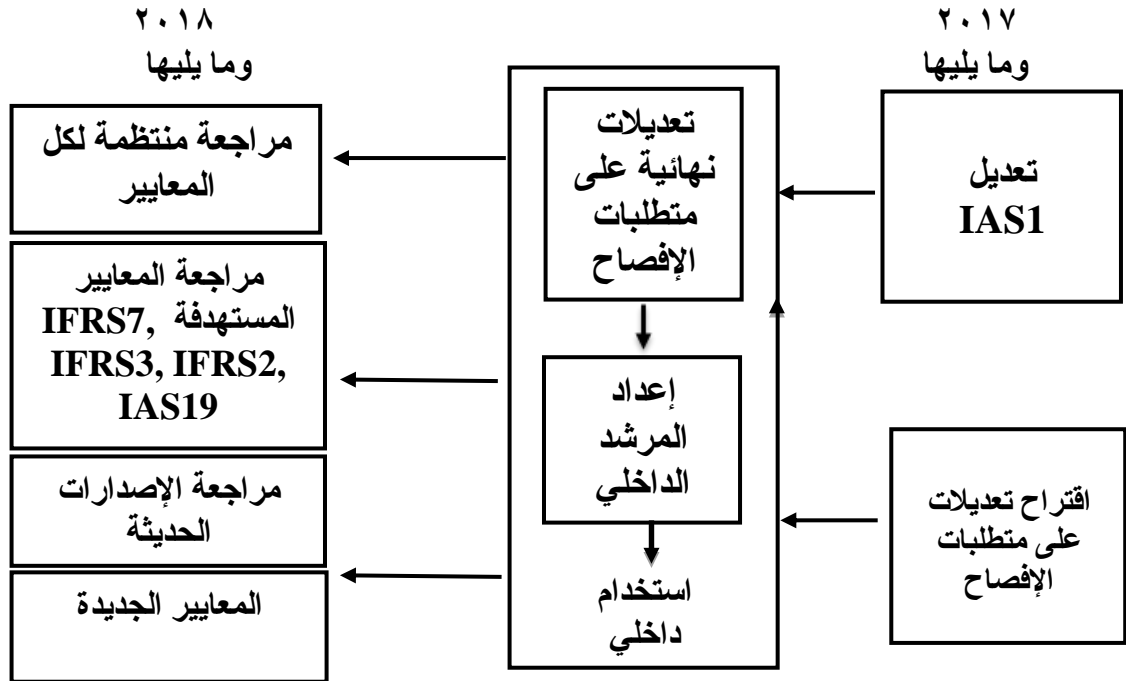 ٢٠١٧
وما يليها
تعديل
IAS1
اقتراح تعديلات
على متطلبات
الإفصاح
تعديلات
نهائية على
متطلبات
الإفصاح
إعداد
المرشد
الداخلي
استخدام
داخلي
٢٠١٨
وما يليها
مراجعة منتظمة لكل
المعايير
مراجعة المعايير
المستهدفة IFRS7,
IFRS3, IFRS2,
IAS19
مراجعة الإصدارات
الحديثة
المعايير الجديدة